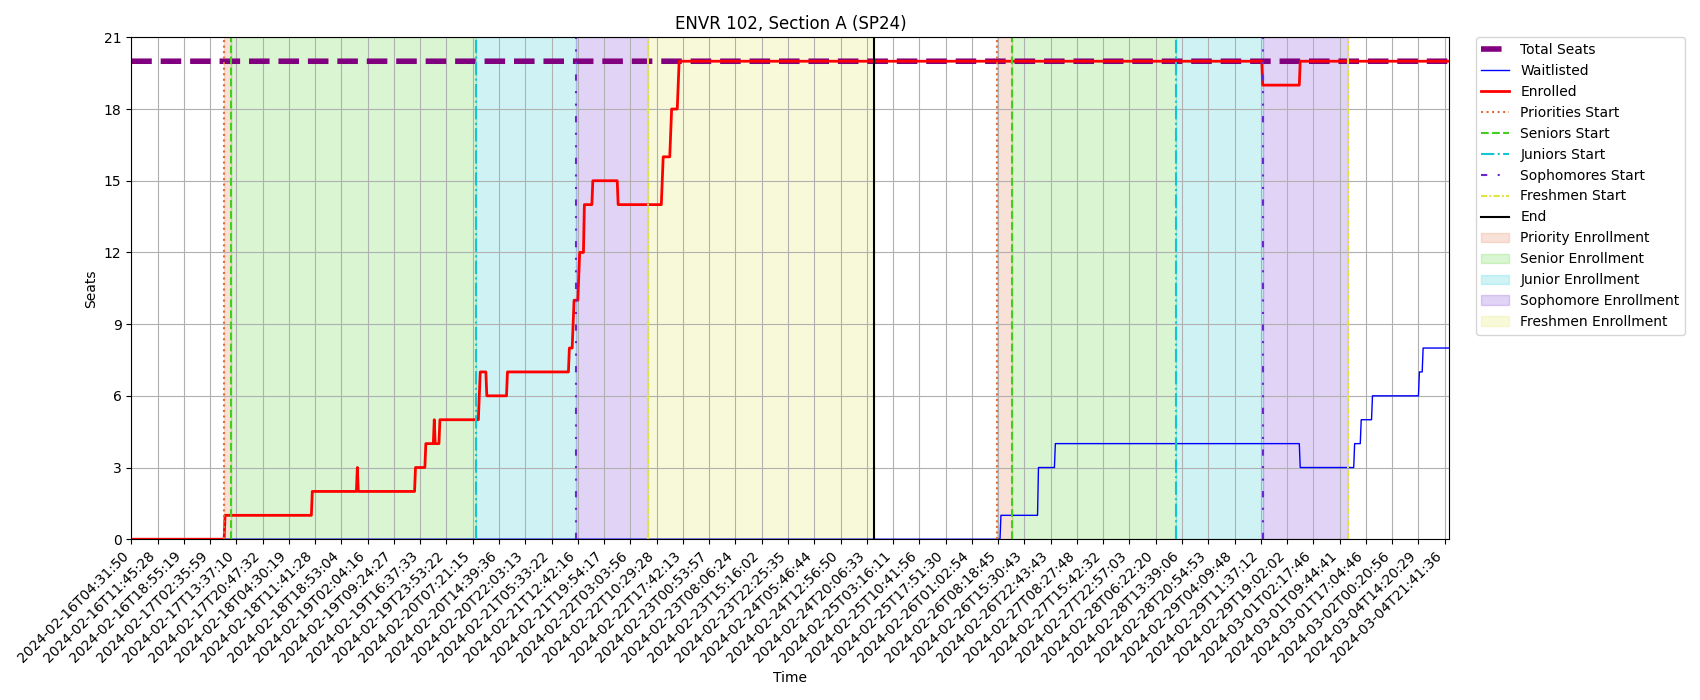 ENVR 102, Section A (SP24)
Seats
21
18
15
12
9
6
3
0
2024-02-16T04:31:50
2024-02-16T11:45:28
2024-02-16T18:55:19
2024-02-17T02:35:59
2024-02-17T13:37:10
2024-02-17T20:47:32
2024-02-18T04:30:19
2024-02-18T11:41:28
2024-02-18T18:53:04
2024-02-19T02:04:16
2024-02-19T09:24:27
2024-02-19T16:37:33
2024-02-19T23:53:22
2024-02-20T07:21:15
2024-02-20T14:39:36
2024-02-20T22:03:13
2024-02-21T05:33:22
2024-02-21T12:42:16
2024-02-21T19:54:17
2024-02-22T03:03:56
2024-02-22T10:29:28
2024-02-22T17:42:13
2024-02-23T00:53:57
2024-02-23T08:06:24
2024-02-23T15:16:02
2024-02-23T22:25:35
2024-02-24T05:46:44
2024-02-24T12:56:50
2024-02-24T20:06:33
2024-02-25T03:16:11
2024-02-25T10:41:56
2024-02-25T17:51:30
2024-02-26T01:02:54
2024-02-26T08:18:45
2024-02-26T15:30:43
2024-02-26T22:43:43
2024-02-27T08:27:48
2024-02-27T15:42:32
2024-02-27T22:57:03
2024-02-28T06:22:20
2024-02-28T13:39:06
2024-02-28T20:54:53
2024-02-29T04:09:48
2024-02-29T11:37:12
2024-02-29T19:02:02
2024-03-01T02:17:46
2024-03-01T09:44:41
2024-03-01T17:04:46
2024-03-02T00:20:56
2024-03-04T14:20:29
2024-03-04T21:41:36
Time
Total Seats
Waitlisted
Enrolled
Priorities Start
Seniors Start
Juniors Start
Sophomores Start
Freshmen Start
End
Priority Enrollment
Senior Enrollment
Junior Enrollment
Sophomore Enrollment
Freshmen Enrollment